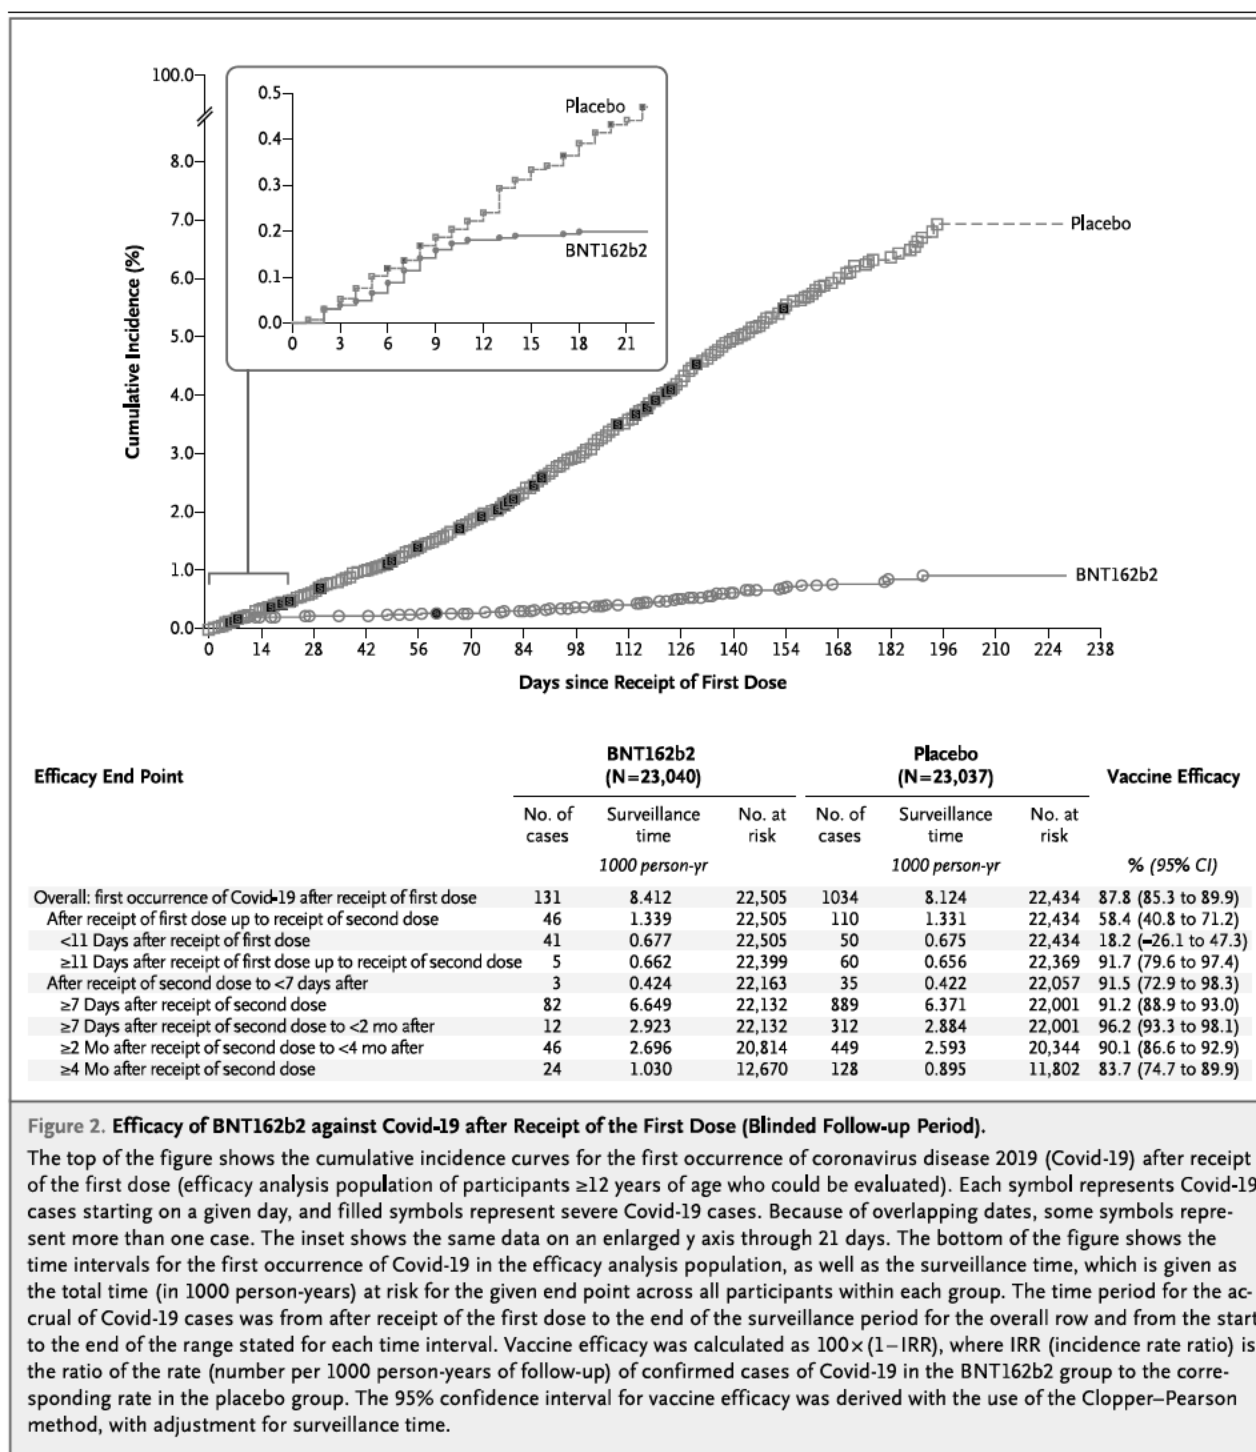 100.0
8.0
7.0
6.0
5.0
4.0
3.0
2.0
1.0
0.0
Cumulative Incidence (%)
0.5
0.4
0.3
0.2
0.1
0.0
Placebo
BNT162b2
0 3 6 9 12 15 18 21
Placebo
BNT162b2
0 14 28 42 56 70 84 98 112 126 140 154 168 182 196 210 224 238
Days since Receipt of First Dose
Efficacy End Point
BNT162b2
(N=23,040)
Placebo
(N=23,037)
Vaccine Efficacy
No. of cases Surveillance time No. at risk No. of cases Surveillance time No. at risk
1000 person-yr 1000 person-yr % (95% CI)
Overall: first occurrence of Covid-19 after receipt of first dose 131 8.412 22,505 1034 8.124 22,434 87.8 (85.3 to 89.9)
After receipt of first dose up to receipt of second dose 46 1.339 22,505 110 1.331 22,434 58.4 (40.8 to 71.2)
<11 Days after receipt of first dose 41 0.677 22,505 50 0.675 22,434 18.2 (−26.1 to 47.3)
≥11 Days after receipt of first dose up to receipt of second dose 5 0.662 22,399 60 0.656 22,369 91.7 (79.6 to 97.4)
After receipt of second dose to <7 days after 3 0.424 22,163 35 0.422 22,057 91.5 (72.9 to 98.3)
≥7 Days after receipt of second dose 82 6.649 22,132 889 6.371 22,001 91.2 (88.9 to 93.0)
≥7 Days after receipt of second dose to <2 mo after 12 2.923 22,132 312 2.884 22,001 96.2 (93.3 to 98.1)
≥2 Mo after receipt of second dose to <4 mo after 46 2.696 20,814 449 2.593 20,344 90.1 (86.6 to 92.9)
≥4 Mo after receipt of second dose 24 1.030 12,670 128 0.895 11,802 83.7 (74.7 to 89.9)
Figure 2. Efficacy of BNT162b2 against Covid-19 after Receipt of the First Dose (Blinded Follow-up Period).
The top of the figure shows the cumulative incidence curves for the first occurrence of coronavirus disease 2019 (Covid-19) after receipt
of the first dose (efficacy analysis population of participants ≥12 years of age who could be evaluated). Each symbol represents Covid-19
cases starting on a given day, and filled symbols represent severe Covid-19 cases. Because of overlapping dates, some symbols repre-
sent more than one case. The inset shows the same data on an enlarged y axis through 21 days. The bottom of the figure shows the
time intervals for the first occurrence of Covid-19 in the efficacy analysis population, as well as the surveillance time, which is given as
the total time (in 1000 person-years) at risk for the given end point across all participants within each group. The time period for the ac-
crual of Covid-19 cases was from after receipt of the first dose to the end of the surveillance period for the overall row and from the start
to the end of the range stated for each time interval. Vaccine efficacy was calculated as 100×(1−IRR), where IRR (incidence rate ratio) is
the ratio of the rate (number per 1000 person-years of follow-up) of confirmed cases of Covid-19 in the BNT162b2 group to the corre-
sponding rate in the placebo group. The 95% confidence interval for vaccine efficacy was derived with the use of the Clopper–Pearson
method, with adjustment for surveillance time.